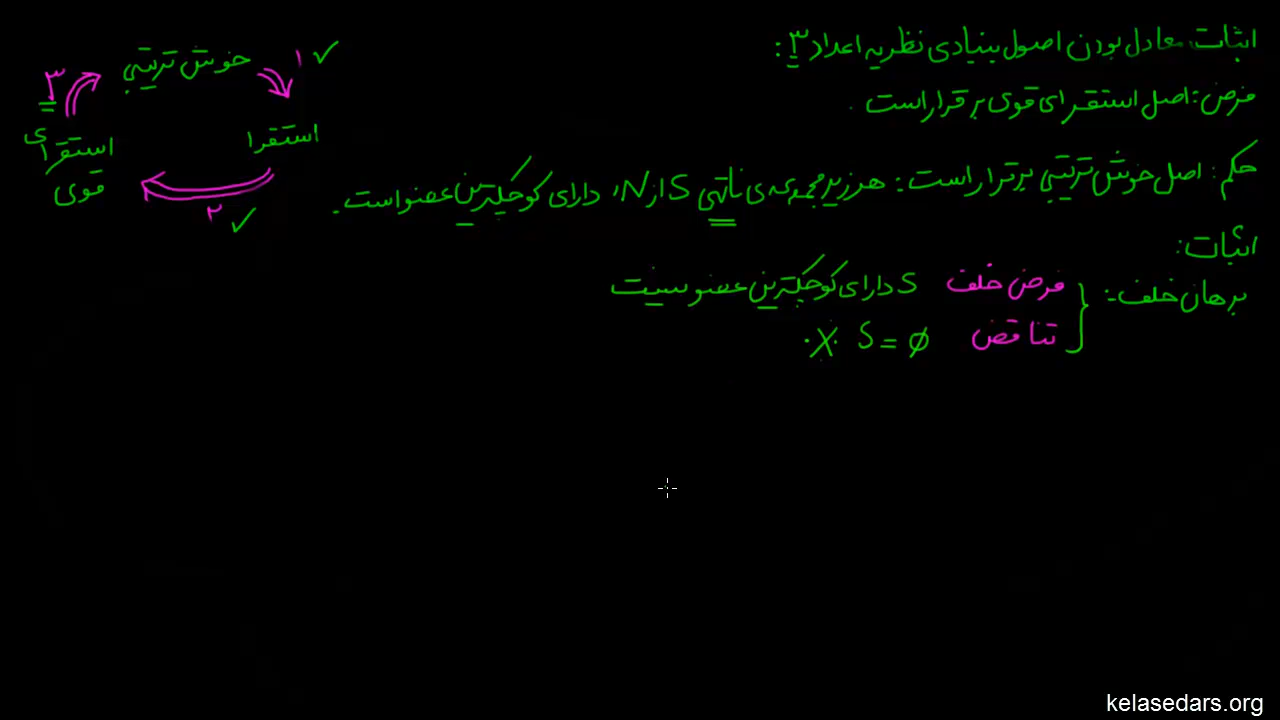 اثبات معادل بودن اصول بنیادی نظریه اعداد ۳ :
فرض : اصل استقرای قوی برقرار است .
حکم : اصل خوش ترتیبی برقرار است : هر زیرمجموعه ی ناتهی S از N، دارای کوچکترین عضو است .
اثبات :
برهان خلف :
فرض خلف S دارای کوچکترین عضو نیست
تناقض S = ∅ .X.
خوش ترتیبی
۱ ✓
استقرا
۲ ✓
استقرای قوی
۳
kelasedars.org